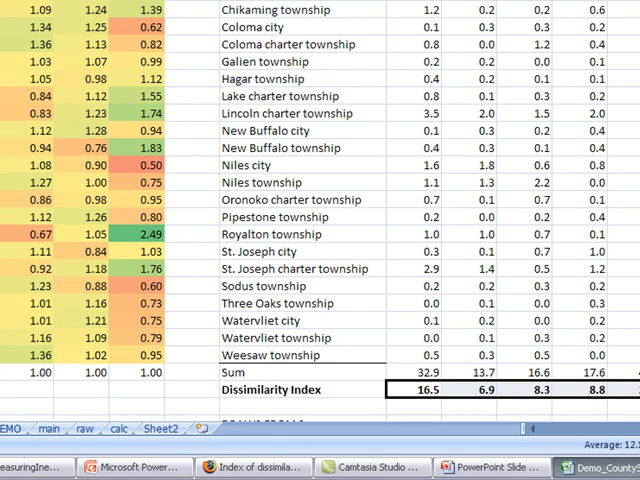 1.09 1.24 1.39 Chikaming township 1.2 0.2 0.2 0.6
1.34 1.25 0.62 Coloma city 0.1 0.3 0.2 0.4
1.36 1.13 0.82 Coloma charter township 0.8 0.0 1.2 0.4
1.03 1.07 0.99 Galien township 0.2 0.2 0.0 0.1
1.05 0.98 1.12 Hagar township 0.4 0.2 0.1 0.1
0.84 1.12 1.55 Lake charter township 0.8 0.1 0.3 0.2
0.83 1.23 1.74 Lincoln charter township 3.5 2.0 1.5 2.0
1.12 1.28 0.94 New Buffalo city 0.1 0.3 0.2 0.4
0.94 0.76 1.83 New Buffalo township 0.4 0.3 0.1 0.4
1.08 0.90 0.50 Niles city 1.6 1.8 0.6 0.8
1.27 1.00 0.75 Niles township 1.1 1.3 2.2 0.0
0.86 0.98 0.95 Oronoko charter township 0.7 0.1 0.7 0.1
1.12 1.26 0.80 Pipestone township 0.2 0.0 0.2 0.4
0.67 1.05 2.49 Royalton township 1.0 1.0 0.7 0.1
1.11 0.84 1.03 St. Joseph city 0.3 0.1 0.7 1.0
0.92 1.18 1.76 St. Joseph charter township 2.9 1.4 0.5 1.2
1.23 0.88 0.60 Sodus township 0.2 0.2 0.3 0.2
1.01 1.16 0.73 Three Oaks township 0.0 0.1 0.0 0.3
1.01 1.21 0.75 Watervliet city 0.1 0.2 0.0 0.2
1.16 1.09 0.79 Watervliet township 0.0 0.1 0.3 0.2
1.36 1.02 0.95 Weesaw township 0.5 0.3 0.5 0.0
1.00 1.00 1.00 Sum 32.9 13.7 16.6 17.6
Dissimilarity Index 16.5 6.9 8.3 8.8
EMO main raw calc Sheet2
Average: 12.1
easuringIne... Microsoft Power... Index of dissimila... Camtasia Studio ... PowerPoint Slide ... Demo_CountyS